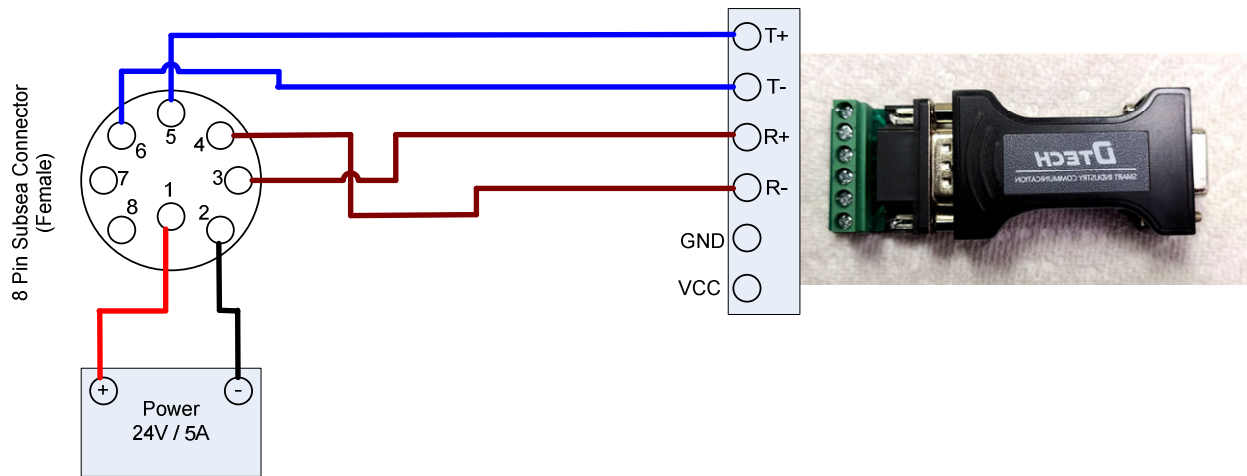 8 Pin Subsea Connector
(Female)
5
6
4
7
3
1
2
8
+
-
Power
24V / 5A
T+
T-
R+
R-
GND
VCC
DTECH
SMART INDUSTRY COMMUNICATION